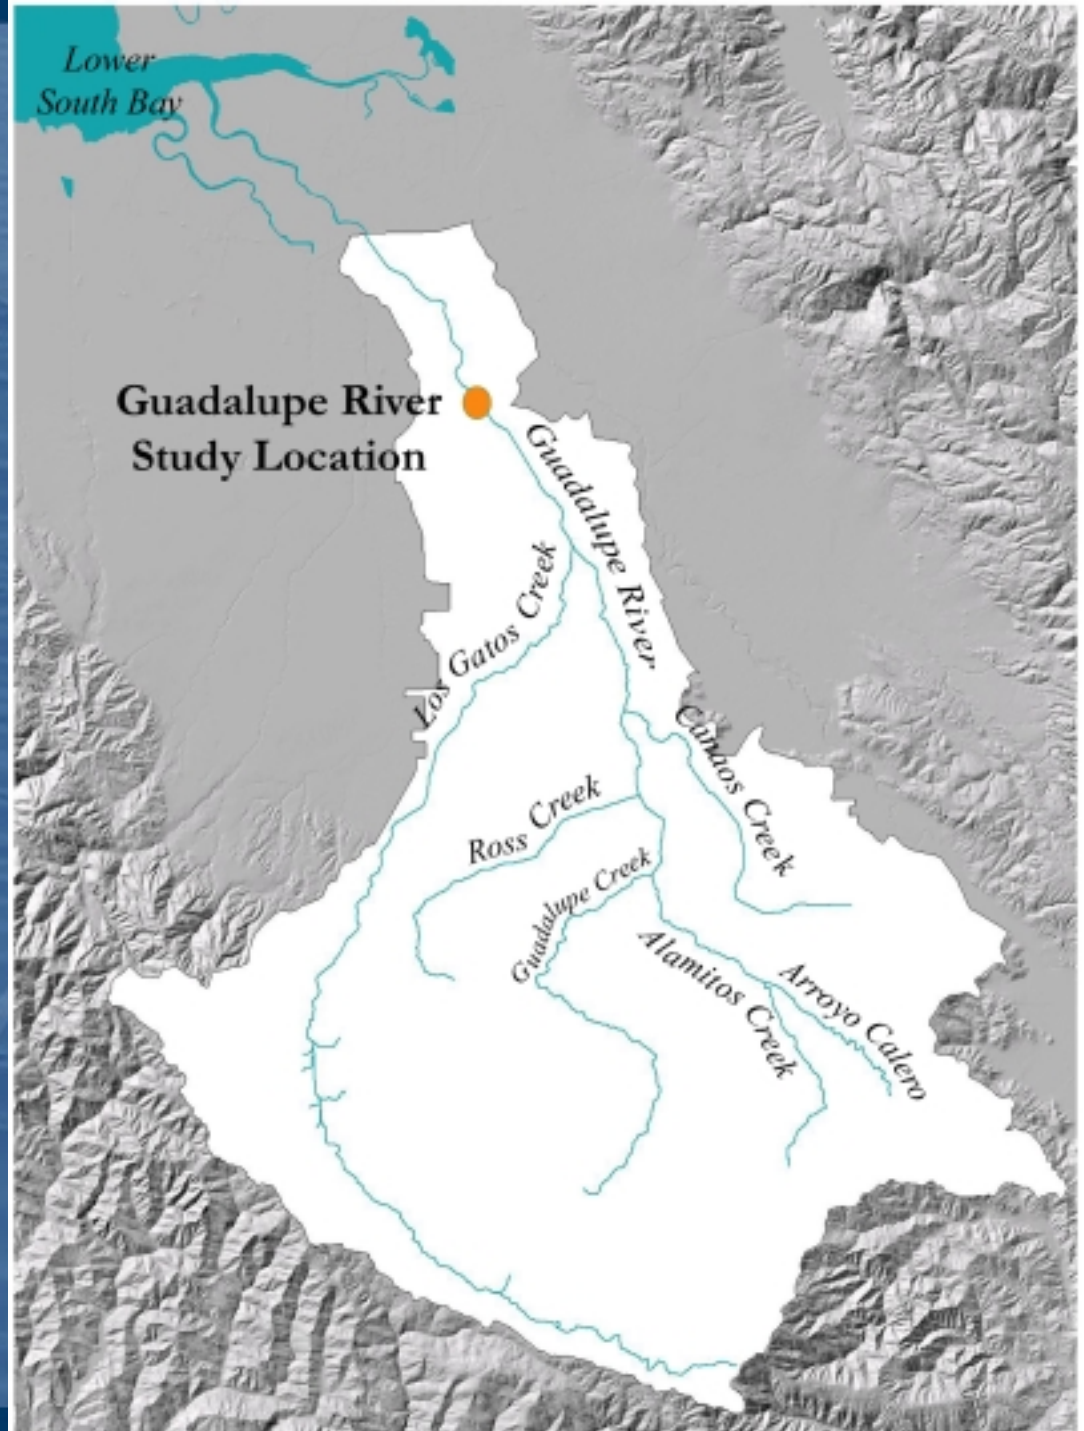 Lower
South Bay
Guadalupe River
Study Location
Guadalupe River
Los Gatos Creek
Canaos Creek
Ross Creek
Guadalupe Creek
Alamitos Creek
Arroyo Calero